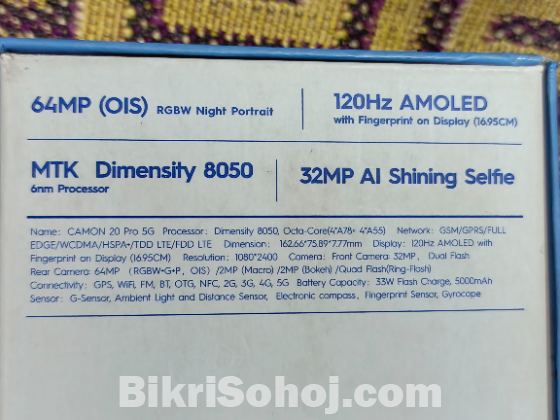 64MP (OIS) RGBW Night Portrait
120Hz AMOLED
with Fingerprint on Display (16.95CM)
MTK Dimensity 8050
6nm Processor
32MP AI Shining Selfie
Name: CAMON 20 Pro 5G Processor: Dimensity 8050, Octa-Core(4*A78+ 4*A55) Network: GSM/GPRS/FULL
EDGE/WCDMA/HSPA+/TDD LTE/FDD LTE Dimension: 162.66*75.89*7.77mm Display: 120Hz AMOLED with
Fingerprint on Display (16.95CM) Resolution: 1080*2400 Camera: Front Camera: 32MP, Dual Flash
Rear Camera: 64MP (RGBW+G+P, OIS) /2MP (Macro) /2MP (Bokeh) /Quad Flash(Ring-Flash)
Connectivity: GPS, WiFi, FM, BT, OTG, NFC, 2G, 3G, 4G, 5G Battery Capacity: 33W Flash Charge, 5000mAh
Sensor: G-Sensor, Ambient Light and Distance Sensor, Electronic compass, Fingerprint Sensor, Gyrocope
BikriSohoj.com